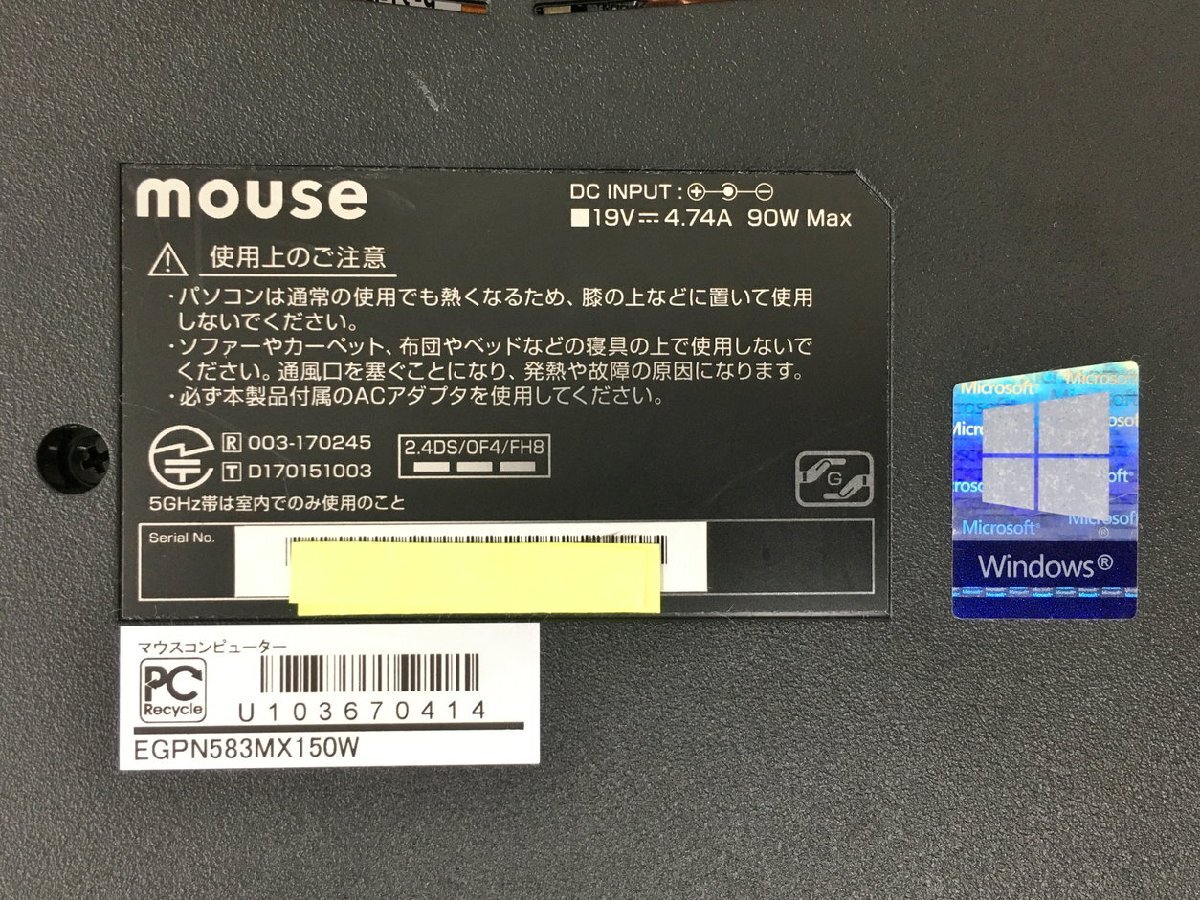 mouse
DC INPUT:
19V 4.74A 90W Max
使用上のご注意
・パソコンは通常の使用でも熱くなるため、膝の上などに置いて使用
しないでください。
・ソファーやカーペット、布団やベッドなどの寝具の上で使用しないで
ください。通風口を塞ぐことになり、発熱や故障の原因になります。
・必ず本製品付属のACアダプタを使用してください。
R 003-170245
T D170151003
2.4DS/OF4/FH8
5GHz帯は室内でのみ使用のこと
G
Serial No.
マウスコンピューター
PC
Recycle
U103670414
EGPN583MX150W
Microsoft
Microsoft
Microsoft
Microsoft
Windows®